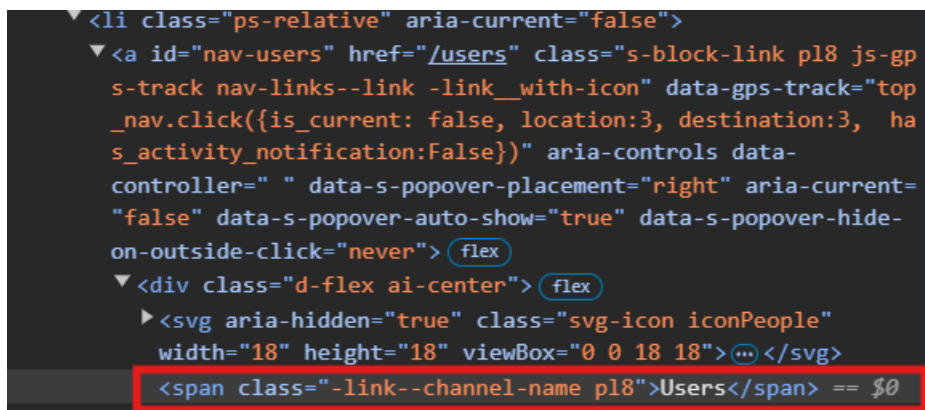 <li class="ps-relative" aria-current="false">
<a id="nav-users" href="/users" class="s-block-link pl8 js-gp
s-track nav-links--link -link__with-icon" data-gps-track="top
_nav.click({is_current: false, location:3, destination:3,  ha
s_activity_notification:False})" aria-controls data-
controller=" " data-s-popover-placement="right" aria-current=
"false" data-s-popover-auto-show="true" data-s-popover-hide-
on-outside-click="never"> flex
<div class="d-flex ai-center"> flex
<svg aria-hidden="true" class="svg-icon iconPeople"
width="18" height="18" viewBox="0 0 18 18">…</svg>
<span class="-link--channel-name pl8">Users</span> == $0